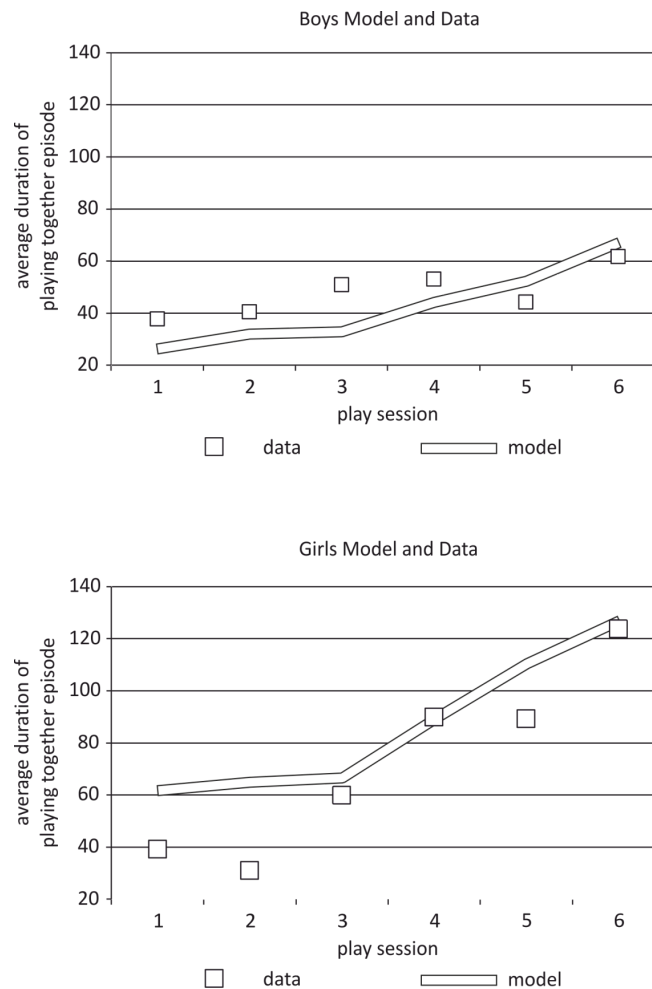 Boys Model and Data
average duration of
playing together episode
140
120
100
80
60
40
20
1 2 3 4 5 6
play session
data model
Girls Model and Data
average duration of
playing together episode
140
120
100
80
60
40
20
1 2 3 4 5 6
play session
data model